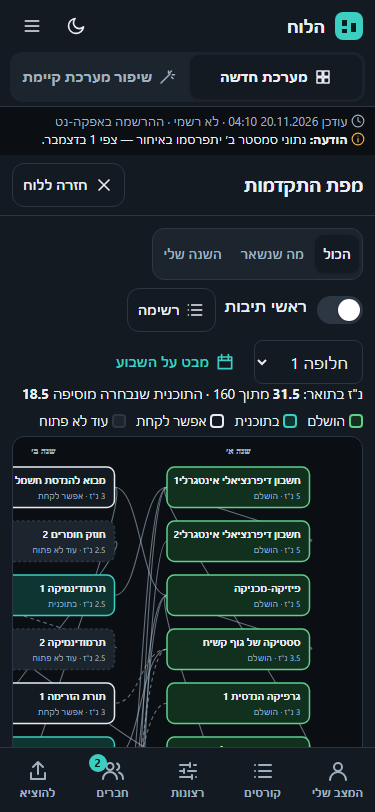 הלוח
מערכת חדשה
שיפור מערכת קיימת
עודכן 20.11.2026 04:10 · לא רשמי · ההרשמה באפקה-נט
הודעה: נתוני סמסטר ב׳ יתפרסמו באיחור — צפי 1 בדצמבר.
מפת התקדמות
חזרה ללוח
הכול
מה שנשאר
השנה שלי
ראשי תיבות
רשימה
חלופה 1
מבט על השבוע
נ"ז בתואר: 31.5 מתוך 160 · התוכנית שנבחרה מוסיפה 18.5
הושלם
בתוכנית
אפשר לקחת
עוד לא פתוח
שנה א׳
שנה ב׳
חשבון דיפרנציאלי אינטגרלי1
5 נ"ז · הושלם
מבוא להנדסת חשמל
3 נ"ז · אפשר לקחת
חשבון דיפרנציאלי אינטגרלי2
5 נ"ז · הושלם
חוזק חומרים 2
2.5 נ"ז · עוד לא פתוח
פיזיקה-מכניקה
5 נ"ז · הושלם
תרמודינמיקה 1
2.5 נ"ז · בתוכנית
סטטיקה של גוף קשיח
3.5 נ"ז · הושלם
תרמודינמיקה 2
2.5 נ"ז · עוד לא פתוח
גרפיקה הנדסית 1
3 נ"ז · הושלם
תורת הזרימה 1
3 נ"ז · אפשר לקחת
המצב שלי
קורסים
רצונות
2
חברים
להוציא